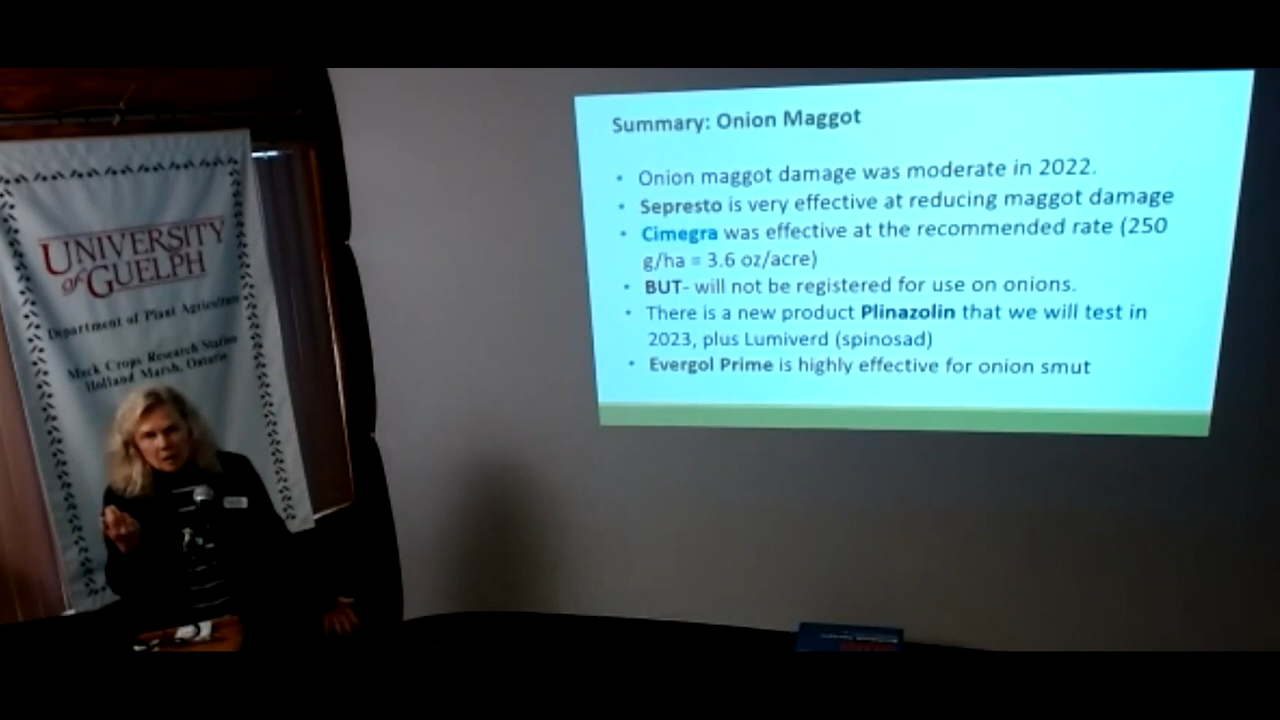 UNIVERSITY
of GUELPH
Department of Plant Agriculture
Muck Crops Research Station
Holland Marsh, Ontario
Summary: Onion Maggot
• Onion maggot damage was moderate in 2022.
• Sepresto is very effective at reducing maggot damage
• Cimegra was effective at the recommended rate (250
g/ha = 3.6 oz/acre)
• BUT- will not be registered for use on onions.
• There is a new product Plinazolin that we will test in
2023, plus Lumiverd (spinosad)
• Evergol Prime is highly effective for onion smut